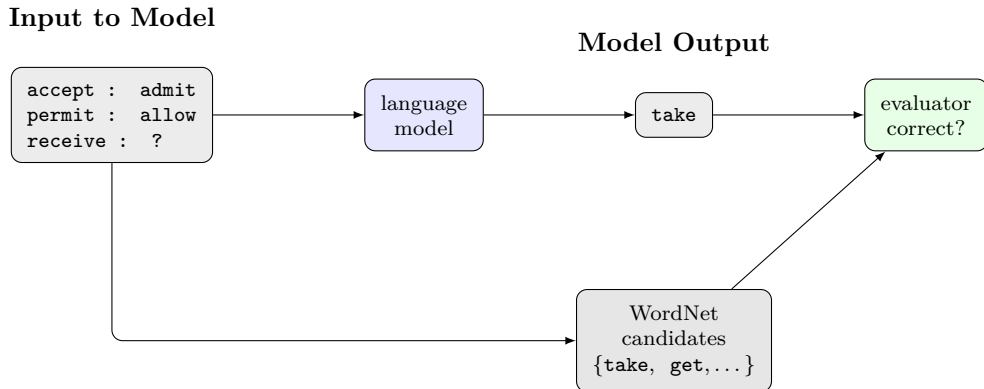 Input to Model
Model Output
accept : admit
permit : allow
receive : ?
language
model
take
evaluator
correct?
WordNet
candidates
{take, get,...}